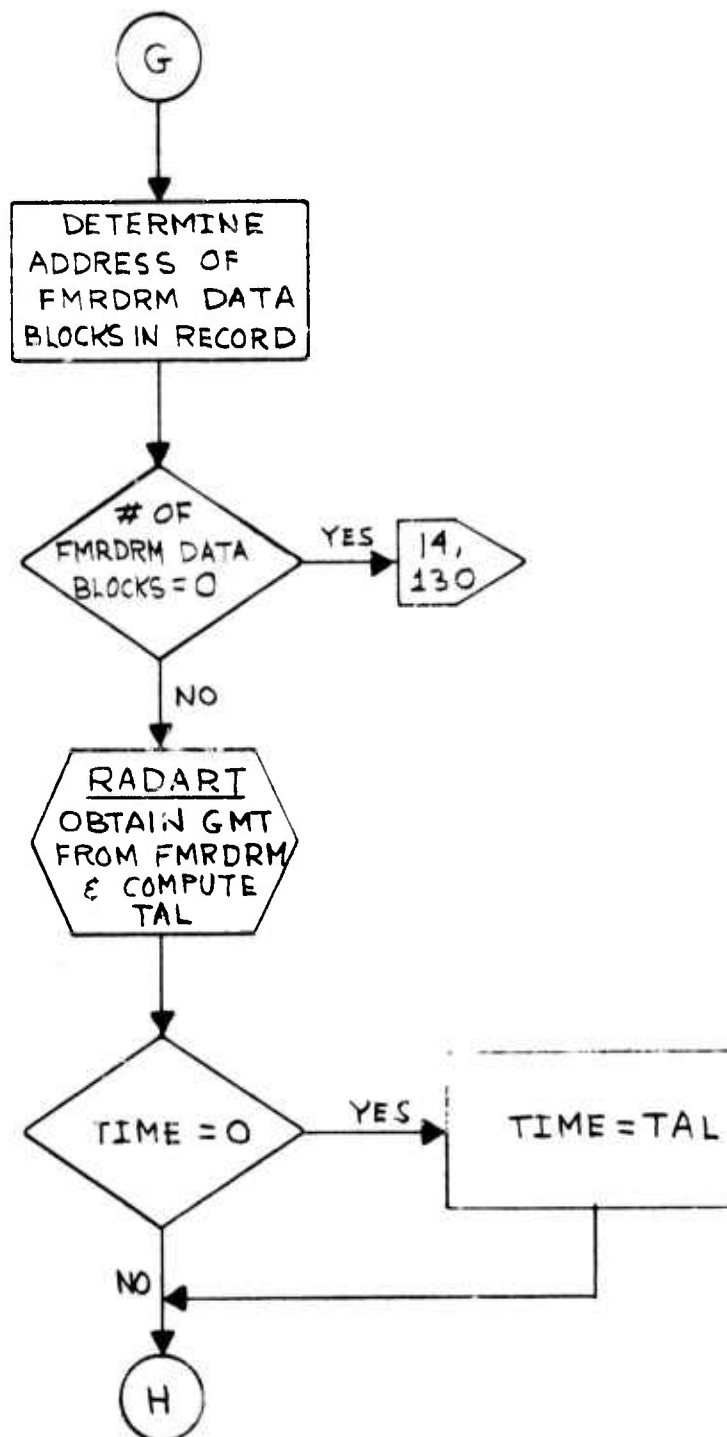 G
DETERMINE
ADDRESS OF
FMRDRM DATA
BLOCKS IN RECORD
# OF
FMRDRM DATA
BLOCKS = 0
YES
14,
130
NO
RADART
OBTAIN GMT
FROM FMRDRM
& COMPUTE
TAL
TIME = 0
YES
TIME = TAL
NO
H